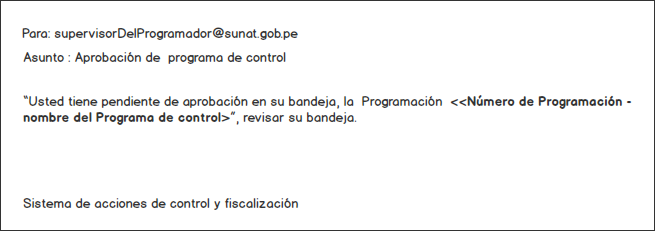 Para: supervisorDelProgramador@sunat.gob.pe
Asunto : Aprobación de  programa de control
“Usted tiene pendiente de aprobación en su bandeja, la  Programación  <<Número de Programación -
nombre del Programa de control>”, revisar su bandeja.
Sistema de acciones de control y fiscalización